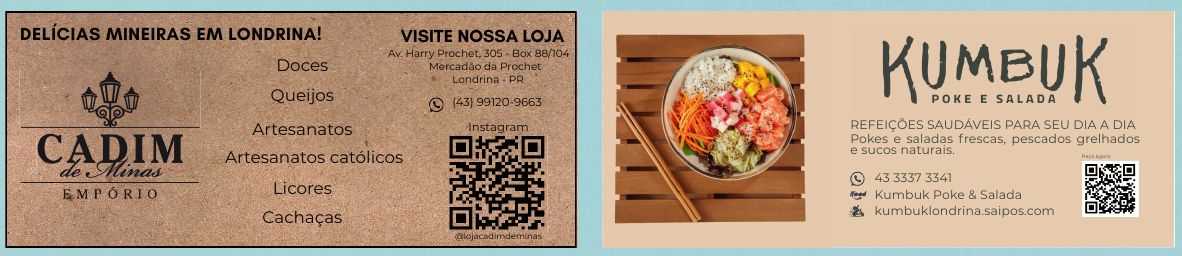 DELÍCIAS MINEIRAS EM LONDRINA!
CADIM
de Minas
EMPÓRIO
Doces
Queijos
Artesanatos
Artesanatos católicos
Licores
Cachaças
VISITE NOSSA LOJA
Av. Harry Prochet, 305 - Box 88/104
Mercadão da Prochet
Londrina - PR
(43) 99120-9663
Instagram
@lojacadimdeminas
KUMBUK
POKE E SALADA
REFEIÇÕES SAUDÁVEIS PARA SEU DIA A DIA
Pokes e saladas frescas, pescados grelhados
e sucos naturais.
Peça agora:
43 3337 3341
ifood Kumbuk Poke & Salada
kumbuklondrina.saipos.com